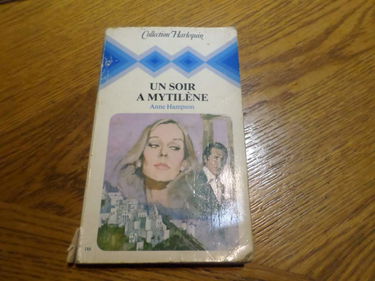 Collection Harlequin
UN SOIR
A MYTILÈNE
Anne Hampson